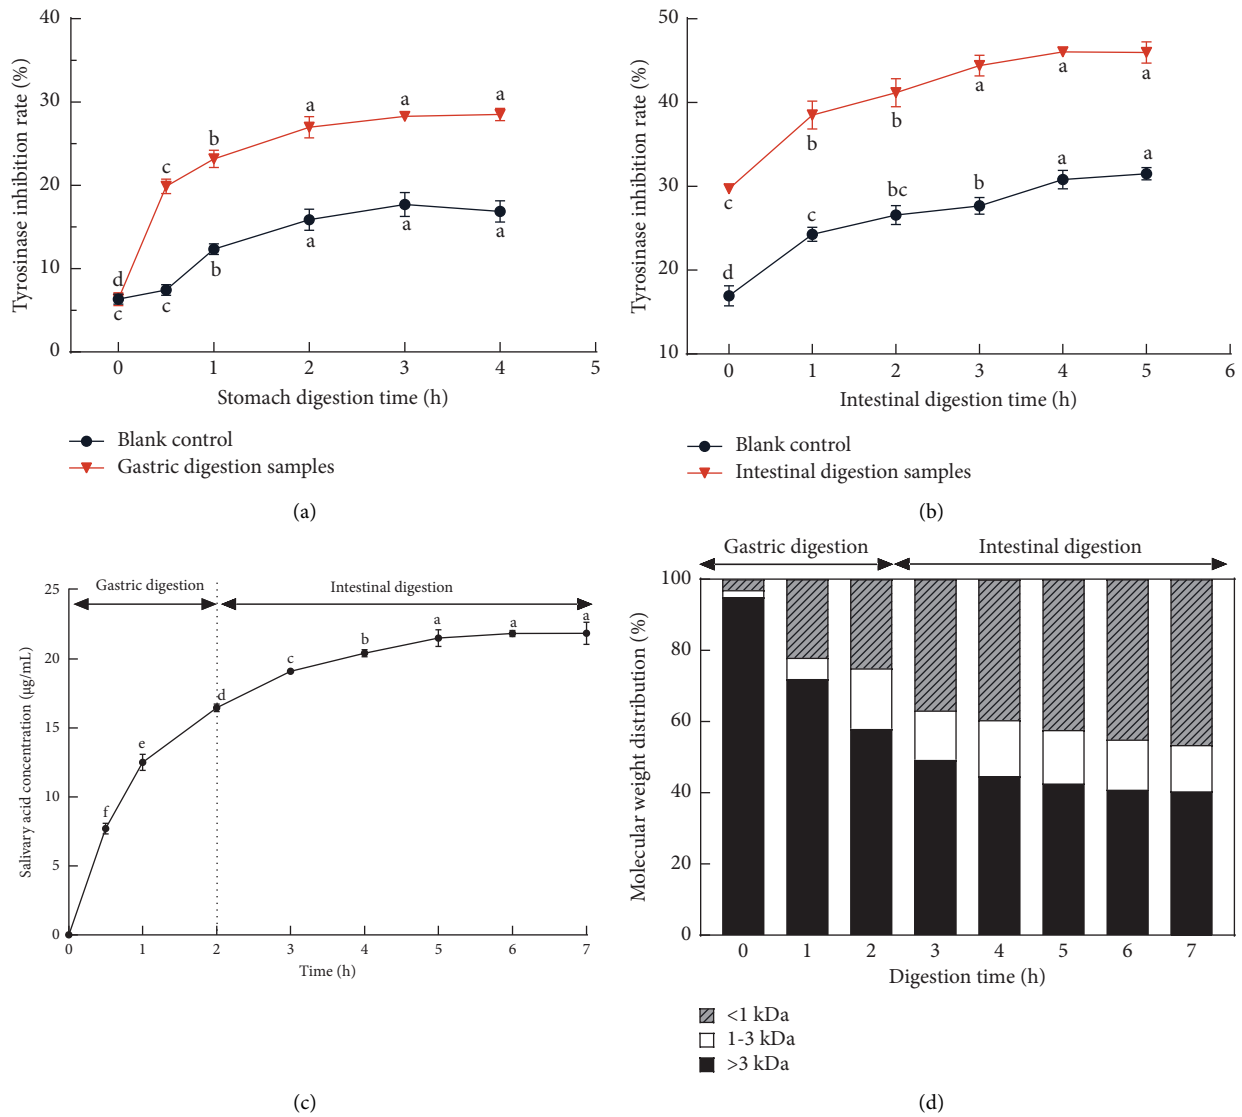 40
30
20
10
0
Tyrosinase inhibition rate (%)
a
a
a
b
c
d
c
c
b
a
a
a
0
1
2
3
4
5
Stomach digestion time (h)
Blank control
Gastric digestion samples
(a)
50
40
30
20
10
Tyrosinase inhibition rate (%)
c
b
b
a
a
a
d
c
bc
b
a
a
0
1
2
3
4
5
6
Intestinal digestion time (h)
Blank control
Intestinal digestion samples
(b)
Gastric digestion
Intestinal digestion
25
20
15
10
5
0
Salivary acid concentration (μg/mL)
f
e
d
c
b
a
a
a
0
1
2
3
4
5
6
7
Time (h)
(c)
Gastric digestion
Intestinal digestion
100
80
60
40
20
0
Molecular weight distribution (%)
0
1
2
3
4
5
6
7
Digestion time (h)
<1 kDa
1-3 kDa
>3 kDa
(d)